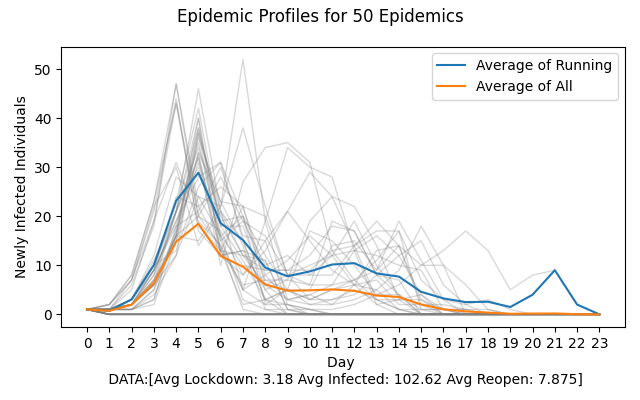 Epidemic Profiles for 50 Epidemics
Average of Running
Average of All
Newly Infected Individuals
50
40
30
20
10
0
0 1 2 3 4 5 6 7 8 9 10 11 12 13 14 15 16 17 18 19 20 21 22 23
Day
DATA:[Avg Lockdown: 3.18 Avg Infected: 102.62 Avg Reopen: 7.875]